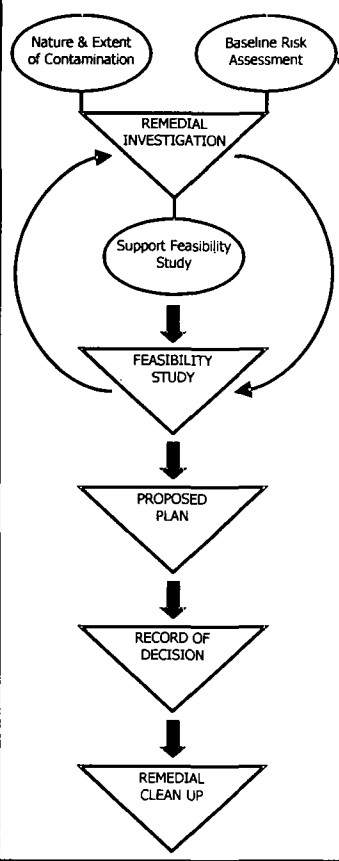 Nature & Extent
of Contamination
Baseline Risk
Assessment
REMEDIAL
INVESTIGATION
Support Feasibility
Study
FEASIBILITY
STUDY
PROPOSED
PLAN
RECORD OF
DECISION
REMEDIAL
CLEAN UP